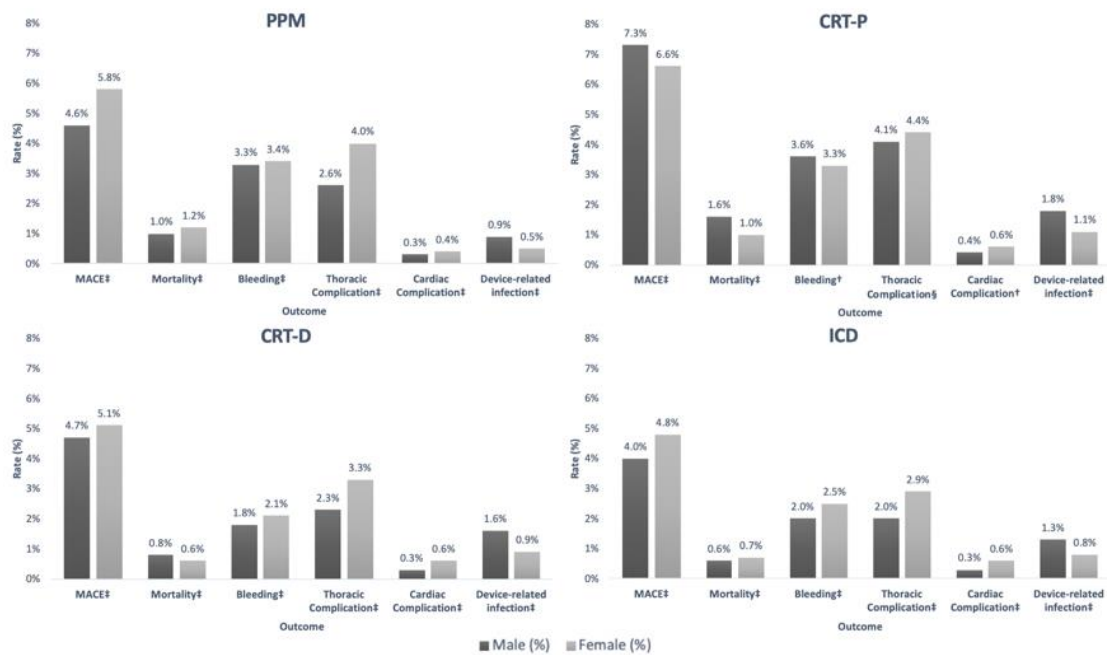 PPM
8%
7%
6%
5%
4%
3%
2%
1%
0%
Rate (%)
4.6%
5.8%
1.0%
1.2%
3.3%
3.4%
2.6%
4.0%
0.3%
0.4%
0.9%
0.5%
MACE‡
Mortality‡
Bleeding‡
Thoracic
Complication‡
Cardiac
Complication‡
Device-related
infection‡
Outcome
CRT-P
8%
7%
6%
5%
4%
3%
2%
1%
0%
Rate (%)
7.3%
6.6%
1.6%
1.0%
3.6%
3.3%
4.1%
4.4%
0.4%
0.6%
1.8%
1.1%
MACE‡
Mortality‡
Bleeding†
Thoracic
Complication§
Cardiac
Complication†
Device-related
infection‡
Outcome
CRT-D
8%
7%
6%
5%
4%
3%
2%
1%
0%
Rate (%)
4.7%
5.1%
0.8%
0.6%
1.8%
2.1%
2.3%
3.3%
0.3%
0.6%
1.6%
0.9%
MACE‡
Mortality‡
Bleeding‡
Thoracic
Complication‡
Cardiac
Complication‡
Device-related
infection‡
Outcome
ICD
8%
7%
6%
5%
4%
3%
2%
1%
0%
Rate (%)
4.0%
4.8%
0.6%
0.7%
2.0%
2.5%
2.0%
2.9%
0.3%
0.6%
1.3%
0.8%
MACE‡
Mortality‡
Bleeding‡
Thoracic
Complication‡
Cardiac
Complication‡
Device-related
infection‡
Outcome
Male (%)
Female (%)